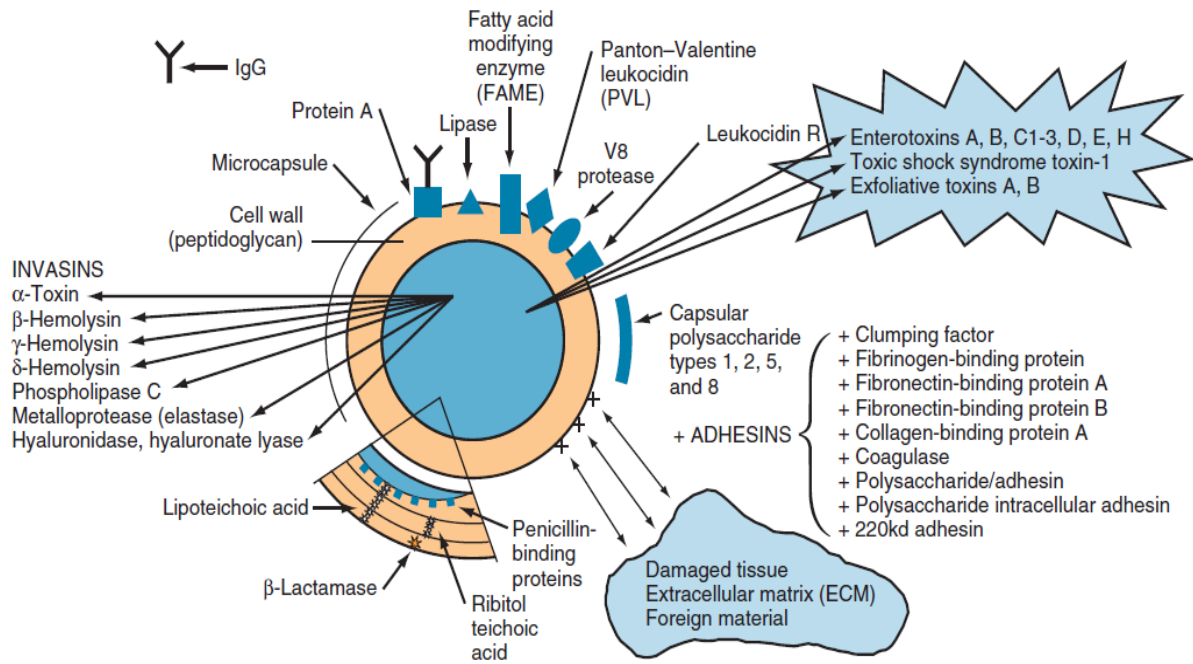 IgG
Fatty acid
modifying
enzyme
(FAME)
Panton–Valentine
leukocidin
(PVL)
Protein A
Lipase
Leukocidin R
V8
protease
Microcapsule
Cell wall
(peptidoglycan)
Enterotoxins A, B, C1-3, D, E, H
Toxic shock syndrome toxin-1
Exfoliative toxins A, B
INVASINS
α-Toxin
β-Hemolysin
γ-Hemolysin
δ-Hemolysin
Phospholipase C
Metalloprotease (elastase)
Hyaluronidase, hyaluronate lyase
Capsular
polysaccharide
types 1, 2, 5,
and 8
+ ADHESINS
+ Clumping factor
+ Fibrinogen-binding protein
+ Fibronectin-binding protein A
+ Fibronectin-binding protein B
+ Collagen-binding protein A
+ Coagulase
+ Polysaccharide/adhesin
+ Polysaccharide intracellular adhesin
+ 220kd adhesin
+
+
+
Lipoteichoic acid
Penicillin-
binding
proteins
β-Lactamase
Ribitol
teichoic
acid
Damaged tissue
Extracellular matrix (ECM)
Foreign material